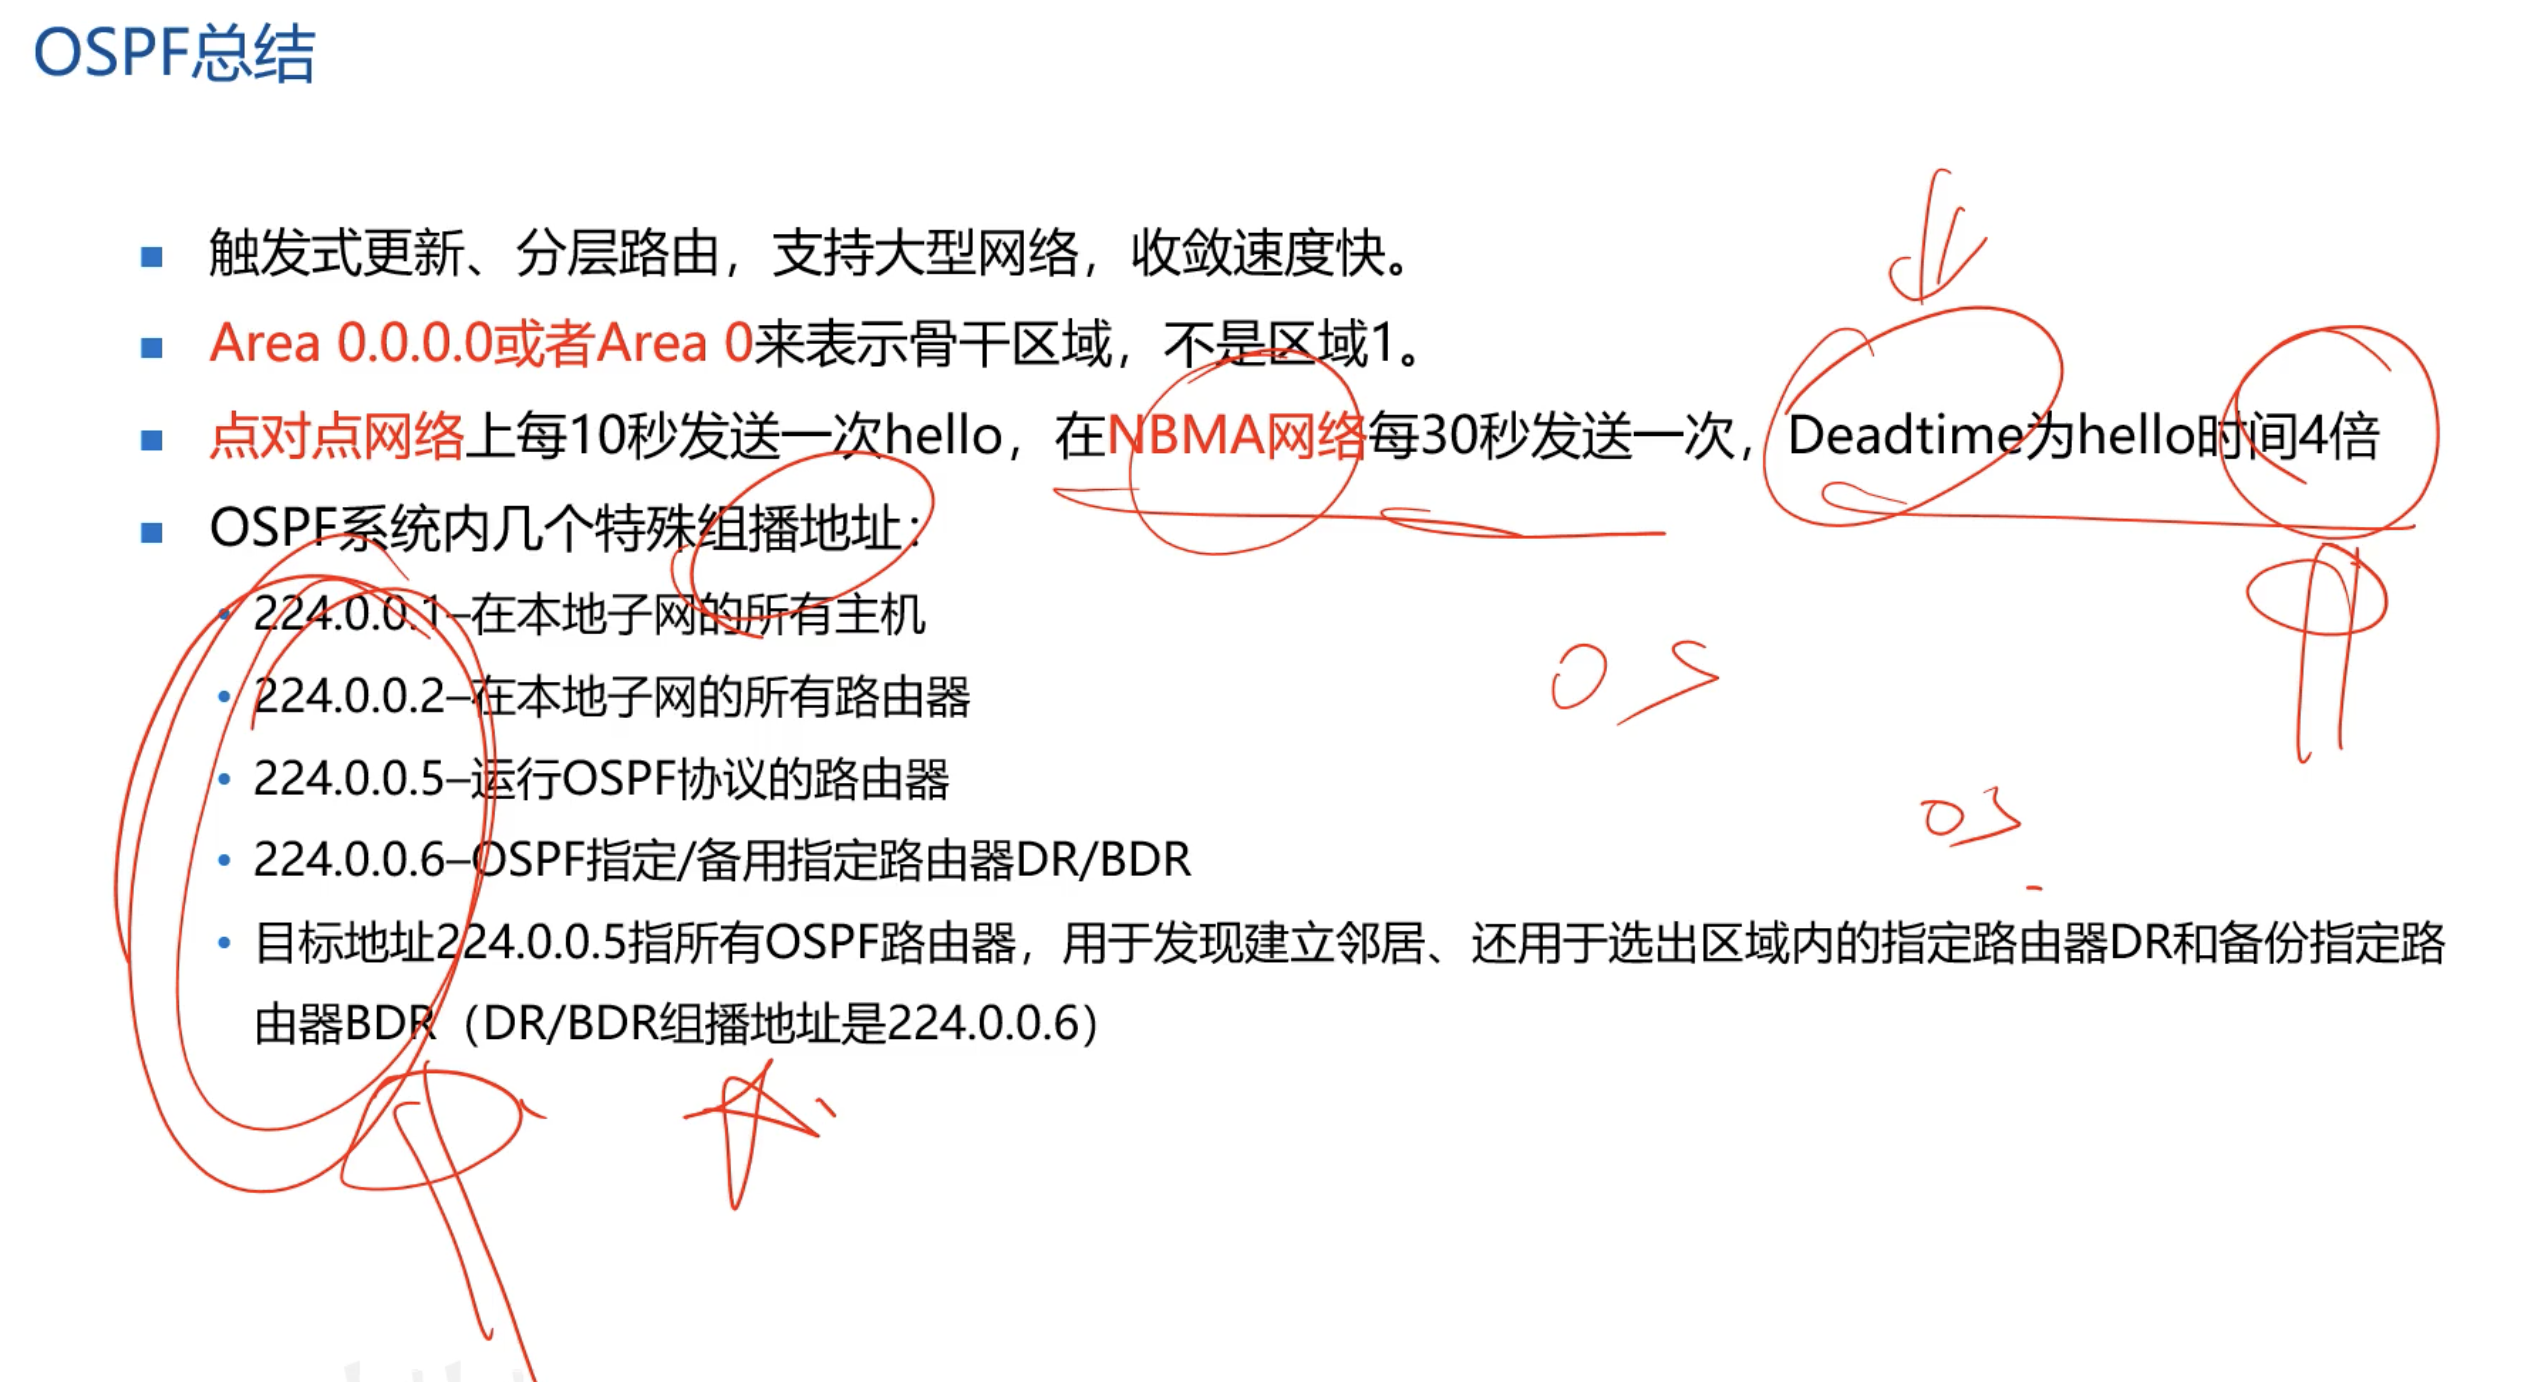 OSPF总结
触发式更新、分层路由，支持大型网络，收敛速度快。
Area 0.0.0.0或者Area 0来表示骨干区域，不是区域1。
点对点网络上每10秒发送一次hello，在NBMA网络每30秒发送一次，Deadtime为hello时间4倍
OSPF系统内几个特殊组播地址：
224.0.0.1–在本地子网的所有主机
224.0.0.2–在本地子网的所有路由器
224.0.0.5–运行OSPF协议的路由器
224.0.0.6–OSPF指定/备用指定路由器DR/BDR
目标地址224.0.0.5指所有OSPF路由器，用于发现建立邻居、还用于选出区域内的指定路由器DR和备份指定路
由器BDR（DR/BDR组播地址是224.0.0.6）